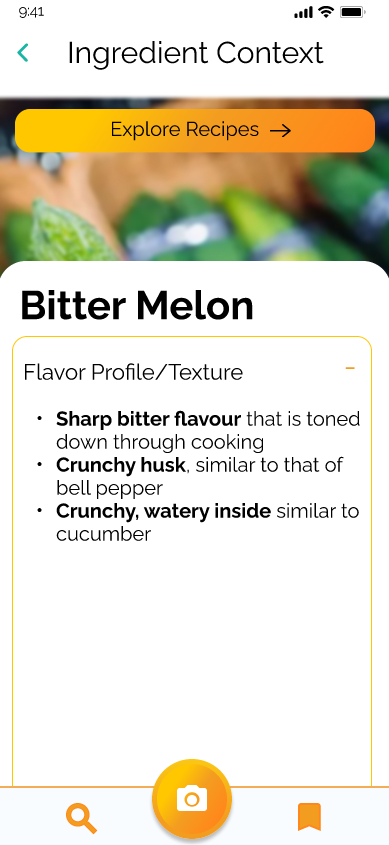 9:41
Ingredient Context
Explore Recipes →
Bitter Melon
Flavor Profile/Texture
• Sharp bitter flavour that is toned
down through cooking
• Crunchy husk, similar to that of
bell pepper
• Crunchy, watery inside similar to
cucumber